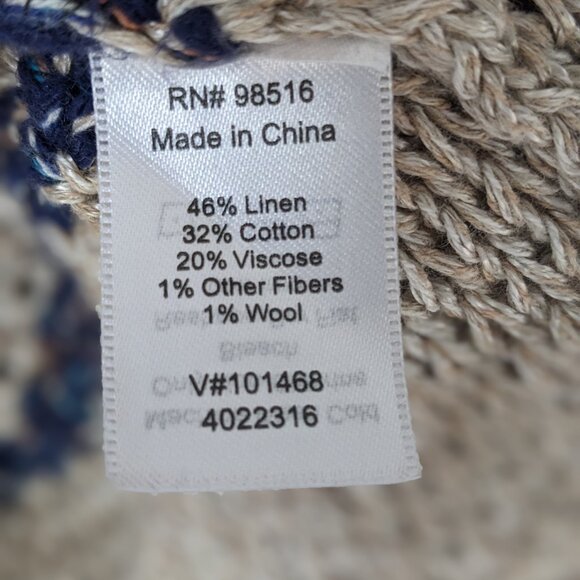 RN# 98516
Made in China
46% Linen
32% Cotton
20% Viscose
1% Other Fibers
1% Wool
V#101468
4022316